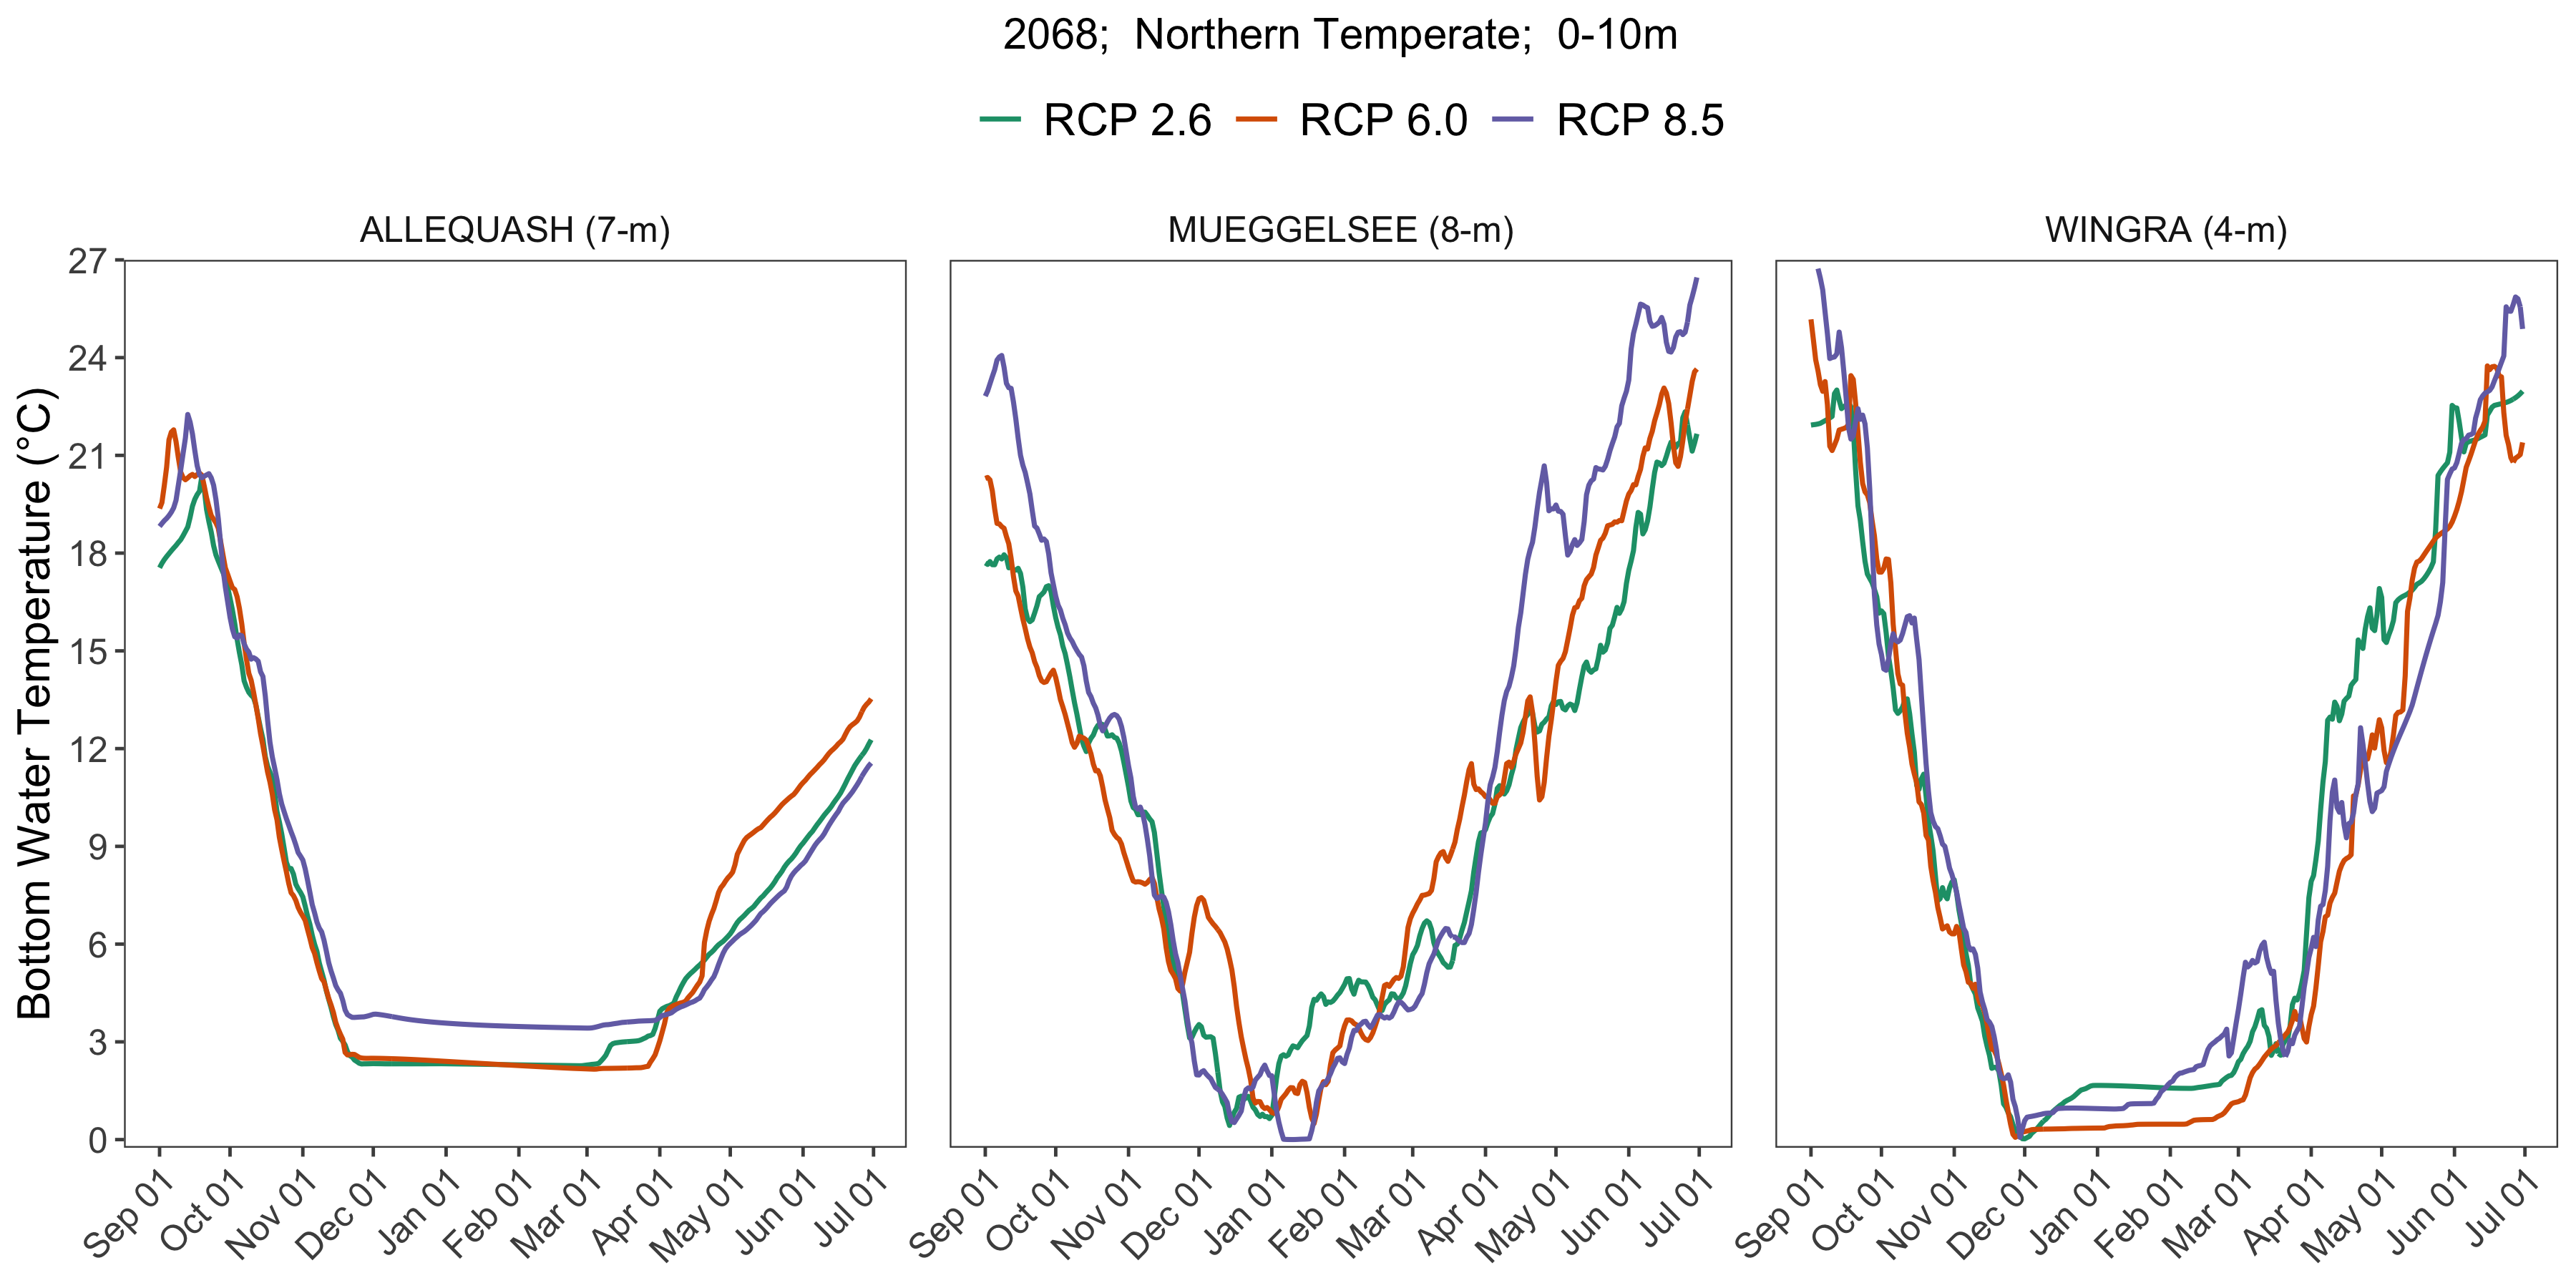 2068;  Northern Temperate;  0-10m
RCP 2.6 RCP 6.0 RCP 8.5
ALLEQUASH (7-m) MUEGGELSEE (8-m) WINGRA (4-m)
Bottom Water Temperature (°C)
27
24
21
18
15
12
9
6
3
0
Sep 01 Oct 01 Nov 01 Dec 01 Jan 01 Feb 01 Mar 01 Apr 01 May 01 Jun 01 Jul 01 Sep 01 Oct 01 Nov 01 Dec 01 Jan 01 Feb 01 Mar 01 Apr 01 May 01 Jun 01 Jul 01 Sep 01 Oct 01 Nov 01 Dec 01 Jan 01 Feb 01 Mar 01 Apr 01 May 01 Jun 01 Jul 01